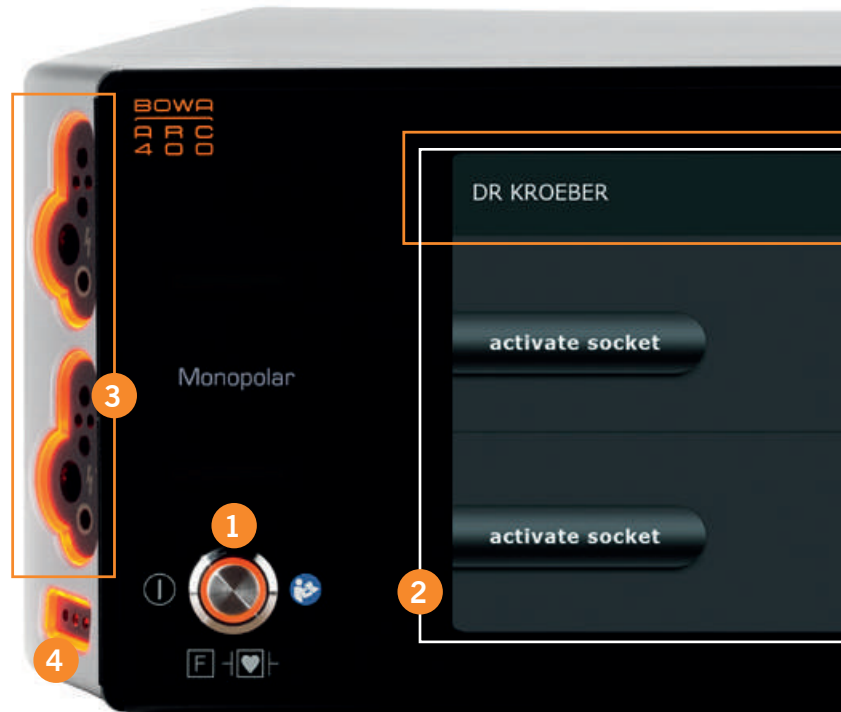 BOWA
ARC
400
DR KROEBER
activate socket
Monopolar
3
1
activate socket
2
4
F